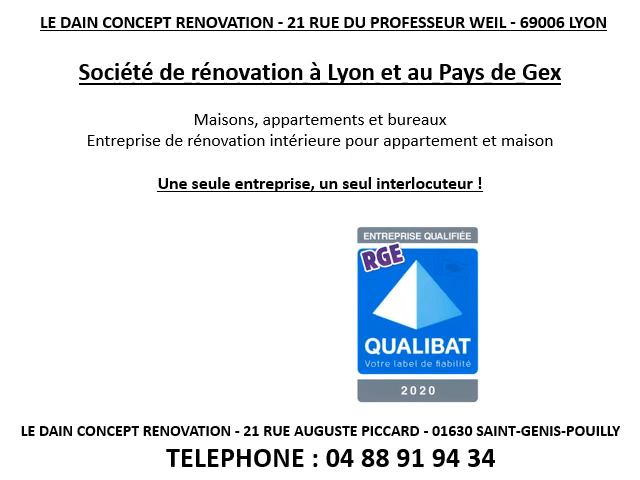 LE DAIN CONCEPT RENOVATION - 21 RUE DU PROFESSEUR WEIL - 69006 LYON
Société de rénovation à Lyon et au Pays de Gex
Maisons, appartements et bureaux
Entreprise de rénovation intérieure pour appartement et maison
Une seule entreprise, un seul interlocuteur !
ENTREPRISE QUALIFIÉE
RGE
QUALIBAT
Votre label de fiabilité
2020
LE DAIN CONCEPT RENOVATION - 21 RUE AUGUSTE PICCARD - 01630 SAINT-GENIS-POUILLY
TELEPHONE : 04 88 91 94 34